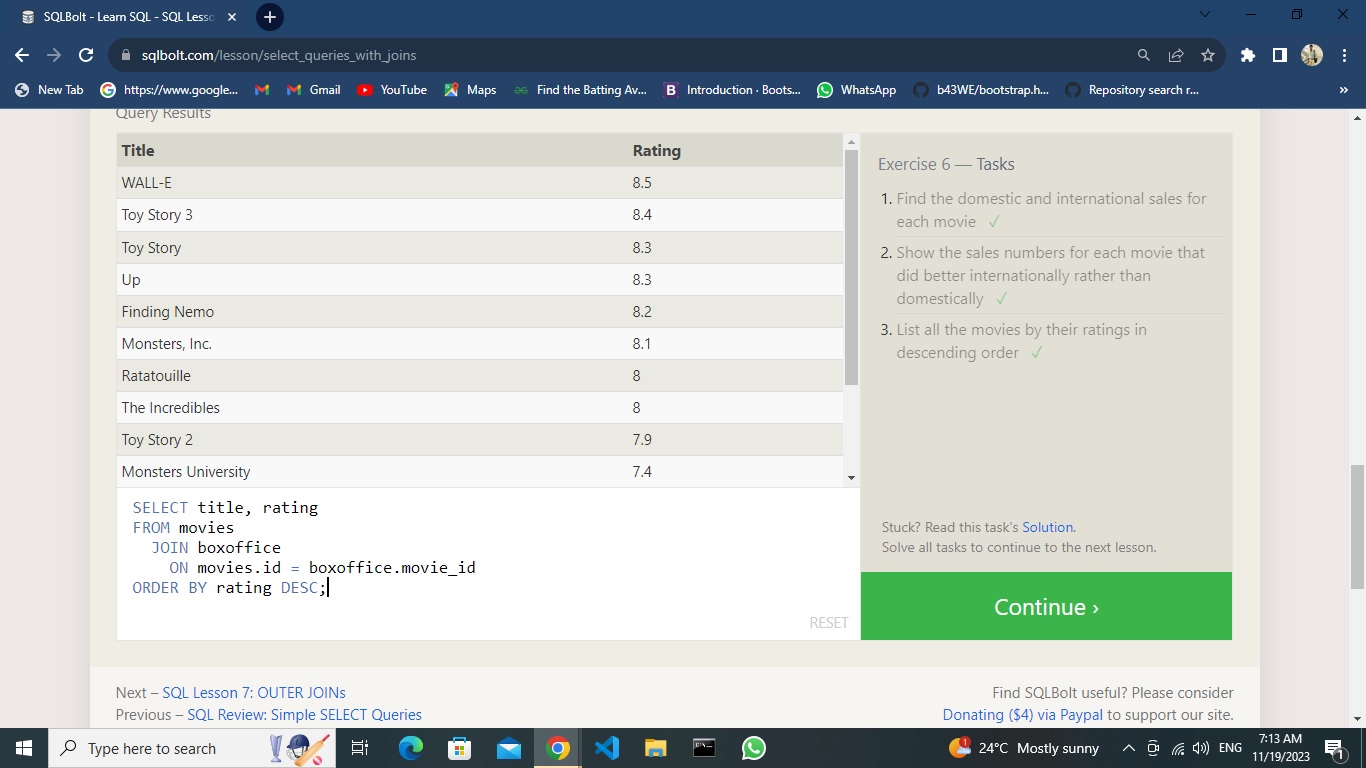 SQLBolt - Learn SQL - SQL Lesso
sqlbolt.com/lesson/select_queries_with_joins
New Tab
https://www.google...
Gmail
YouTube
Maps
Find the Batting Av...
Introduction · Boots...
WhatsApp
b43WE/bootstrap.h...
Repository search r...
»
Query Results
Title Rating
WALL-E 8.5
Toy Story 3 8.4
Toy Story 8.3
Up 8.3
Finding Nemo 8.2
Monsters, Inc. 8.1
Ratatouille 8
The Incredibles 8
Toy Story 2 7.9
Monsters University 7.4
SELECT title, rating
FROM movies
JOIN boxoffice
ON movies.id = boxoffice.movie_id
ORDER BY rating DESC;
RESET
Exercise 6 — Tasks
1. Find the domestic and international sales for
each movie ✓
2. Show the sales numbers for each movie that
did better internationally rather than
domestically ✓
3. List all the movies by their ratings in
descending order ✓
Stuck? Read this task's Solution.
Solve all tasks to continue to the next lesson.
Continue ›
Next – SQL Lesson 7: OUTER JOINs
Previous – SQL Review: Simple SELECT Queries
Find SQLBolt useful? Please consider
Donating ($4) via Paypal to support our site.
Type here to search
1
24°C Mostly sunny
ENG
7:13 AM
11/19/2023
1